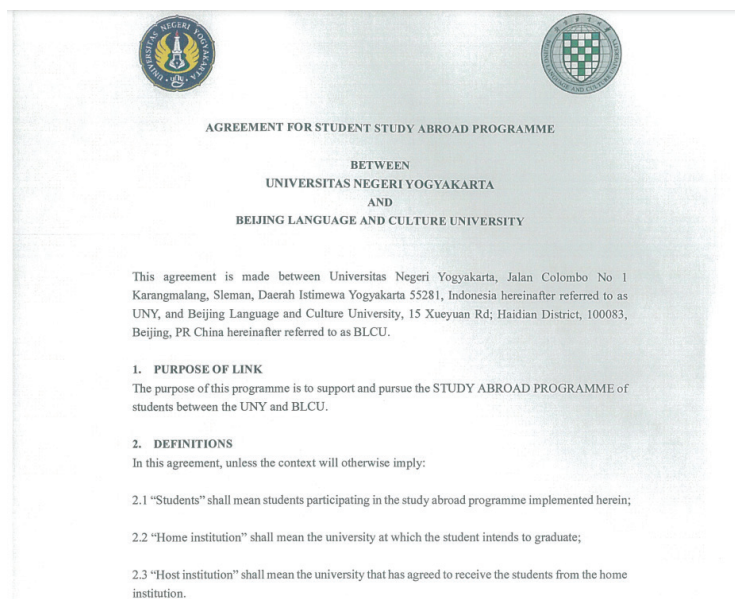 UNIVERSITAS NEGERI YOGYAKARTA
LANGUAGE AND CULTURE
AGREEMENT FOR STUDENT STUDY ABROAD PROGRAMME
BETWEEN
UNIVERSITAS NEGERI YOGYAKARTA
AND
BEIJING LANGUAGE AND CULTURE UNIVERSITY
This agreement is made between Universitas Negeri Yogyakarta, Jalan Colombo No 1
Karangmalang, Sleman, Daerah Istimewa Yogyakarta 55281, Indonesia hereinafter referred to as
UNY, and Beijing Language and Culture University, 15 Xueyuan Rd; Haidian District, 100083,
Beijing, PR China hereinafter referred to as BLCU.
1. PURPOSE OF LINK
The purpose of this programme is to support and pursue the STUDY ABROAD PROGRAMME of
students between the UNY and BLCU.
2. DEFINITIONS
In this agreement, unless the context will otherwise imply:
2.1 “Students” shall mean students participating in the study abroad programme implemented herein;
2.2 “Home institution” shall mean the university at which the student intends to graduate;
2.3 “Host institution” shall mean the university that has agreed to receive the students from the home
institution.